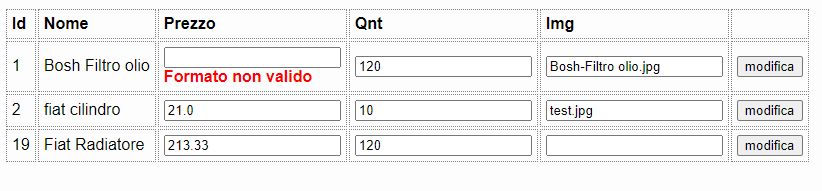 Id Nome Prezzo Qnt Img
1 Bosh Filtro olio 120 Bosh-Filtro olio.jpg modifica
Formato non valido
2 fiat cilindro 21.0 10 test.jpg modifica
19 Fiat Radiatore 213.33 120 modifica